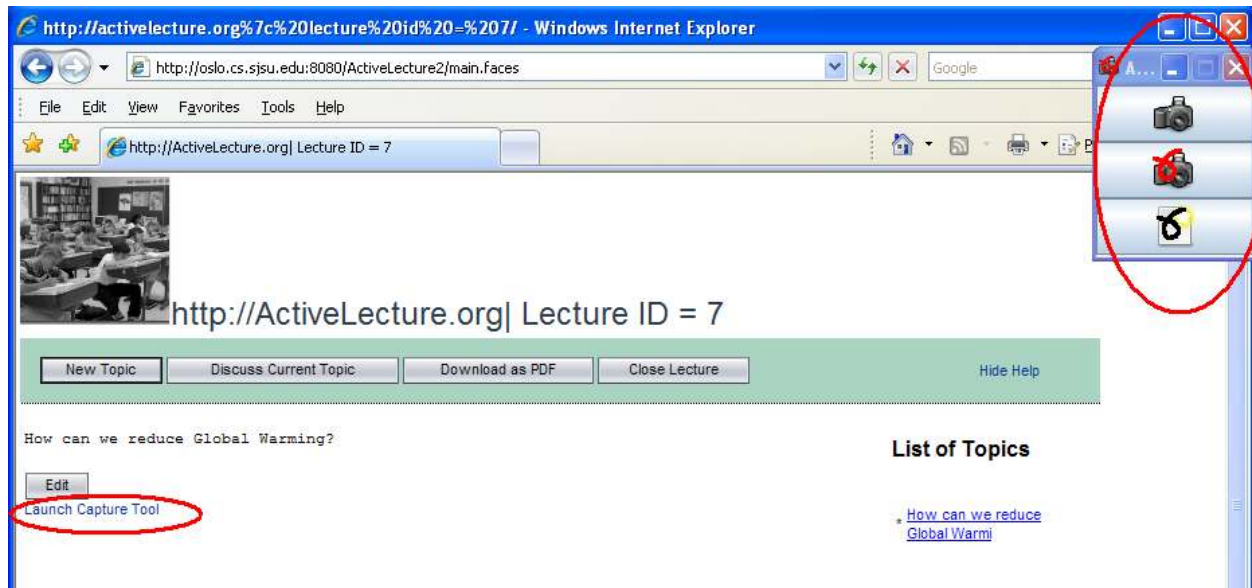 http://activelecture.org%7c%20lecture%20id%20=%207/ - Windows Internet Explorer
http://oslo.cs.sjsu.edu:8080/ActiveLecture2/main.faces
Google
A...
File Edit View Favorites Tools Help
http://ActiveLecture.org| Lecture ID = 7
http://ActiveLecture.org| Lecture ID = 7
New Topic Discuss Current Topic Download as PDF Close Lecture Hide Help
How can we reduce Global Warming?
List of Topics
Edit
Launch Capture Tool
* How can we reduce
Global Warmi